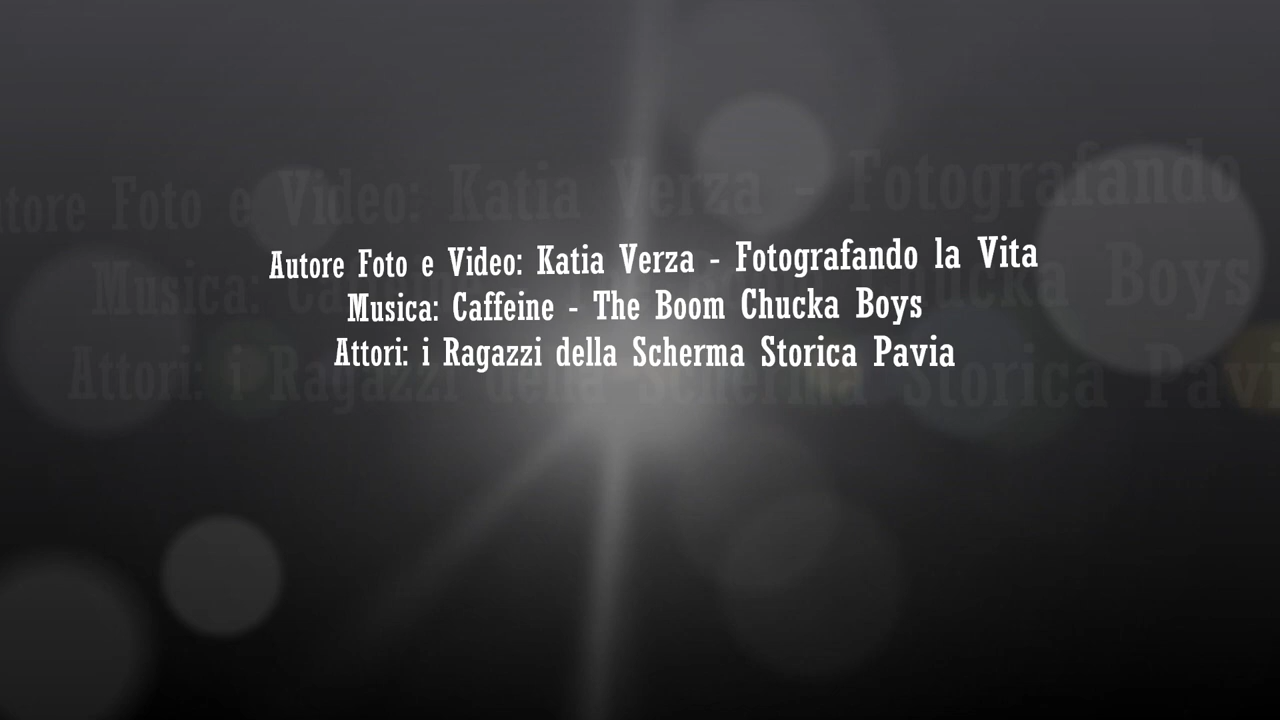 Autore Foto e Video: Katia Verza - Fotografando la Vita
Musica: Caffeine - The Boom Chucka Boys
Attori: i Ragazzi della Scherma Storica Pavia